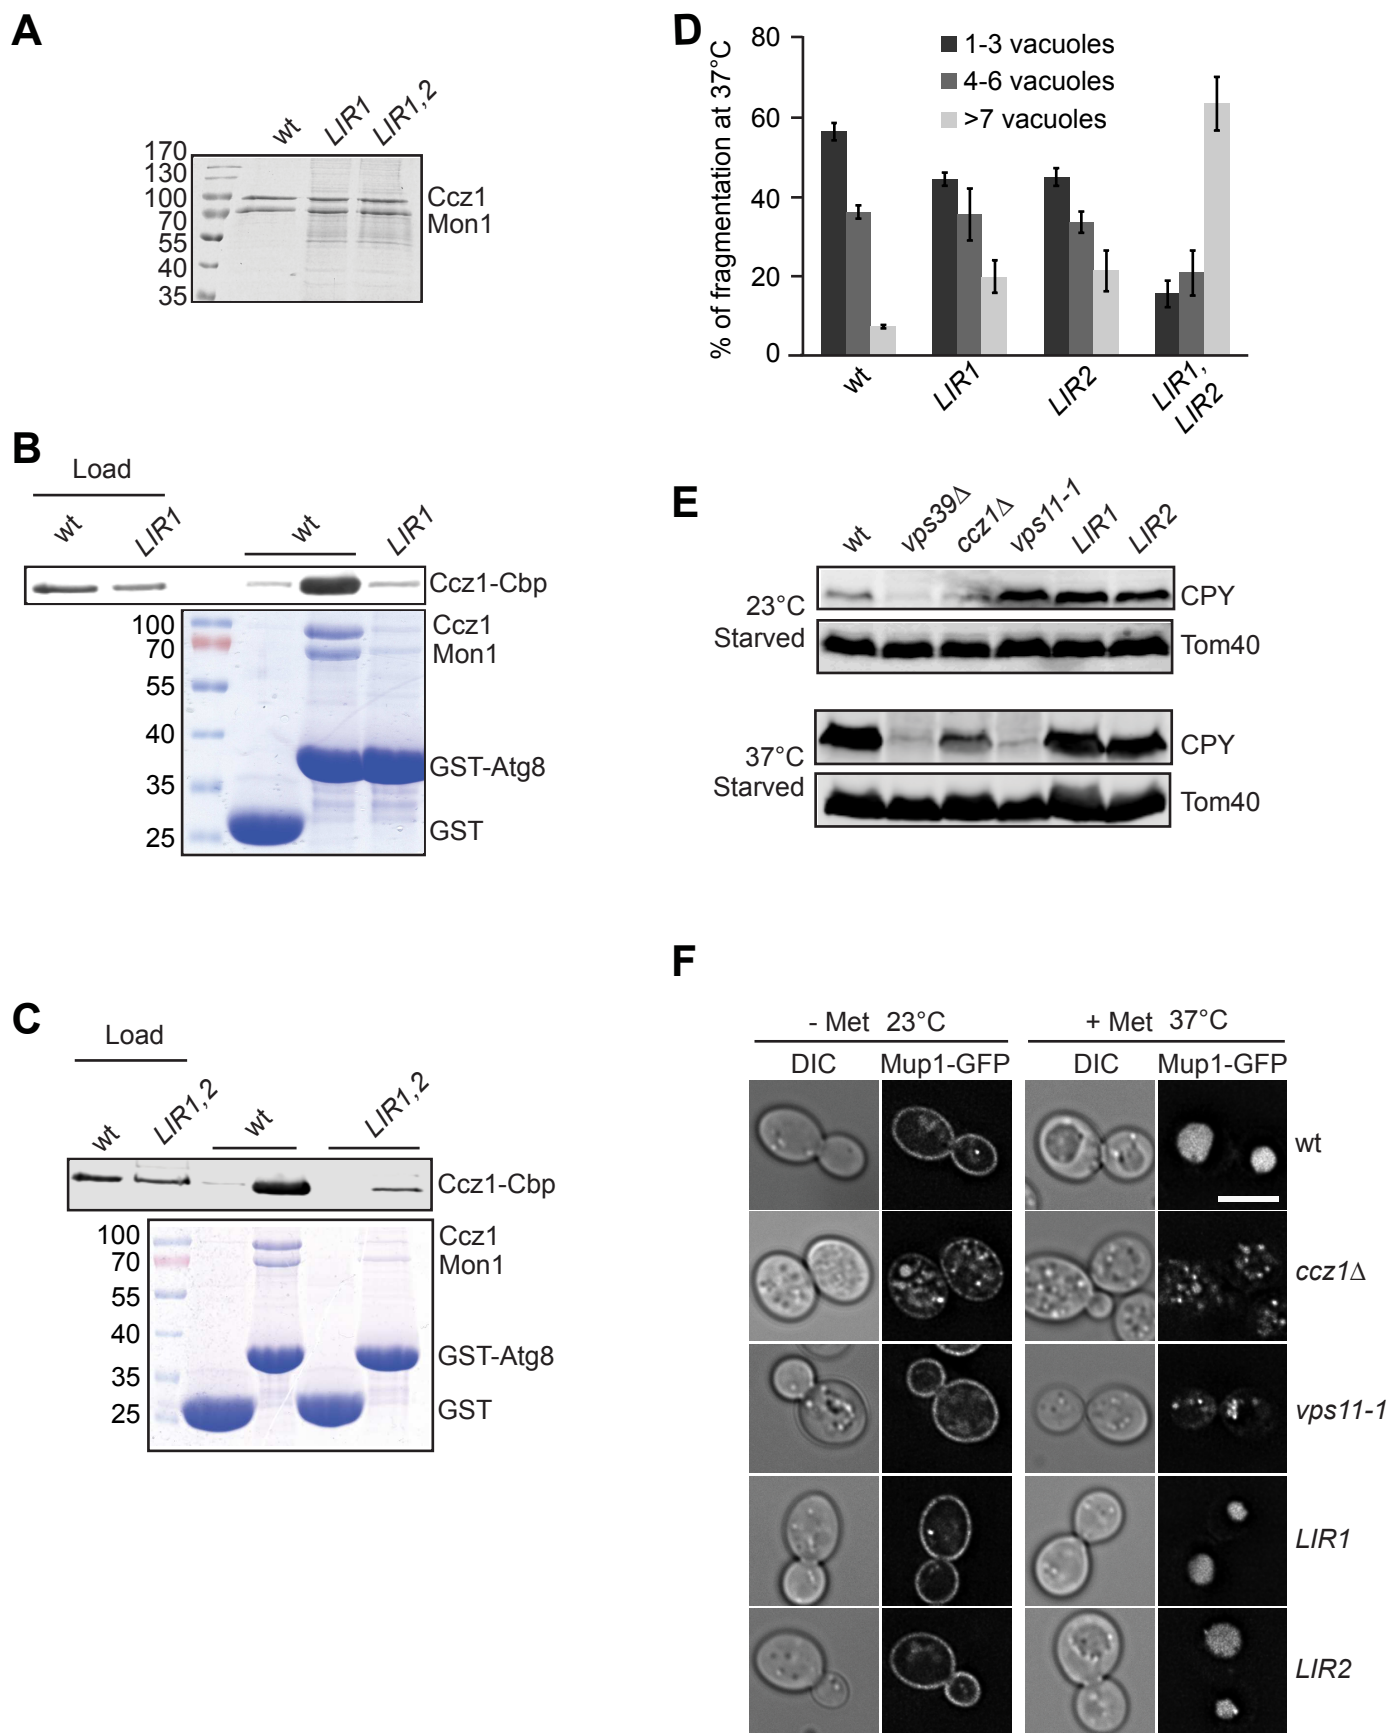 A
wt
LIR1
LIR1,2
170
130
100
70
55
40
35
Ccz1
Mon1
B
Load
wt
LIR1
wt
LIR1
Ccz1-Cbp
100
70
55
40
35
25
Ccz1
Mon1
GST-Atg8
GST
C
Load
wt
LIR1,2
wt
LIR1,2
Ccz1-Cbp
100
70
55
40
35
25
Ccz1
Mon1
GST-Atg8
GST
D
% of fragmentation at 37°C
80
60
40
20
0
1-3 vacuoles
4-6 vacuoles
>7 vacuoles
wt
LIR1
LIR2
LIR1,
LIR2
E
wt
vps39Δ
ccz1Δ
vps11-1
LIR1
LIR2
23°C
Starved
CPY
Tom40
37°C
Starved
CPY
Tom40
F
- Met 23°C
+ Met 37°C
DIC
Mup1-GFP
DIC
Mup1-GFP
wt
ccz1Δ
vps11-1
LIR1
LIR2